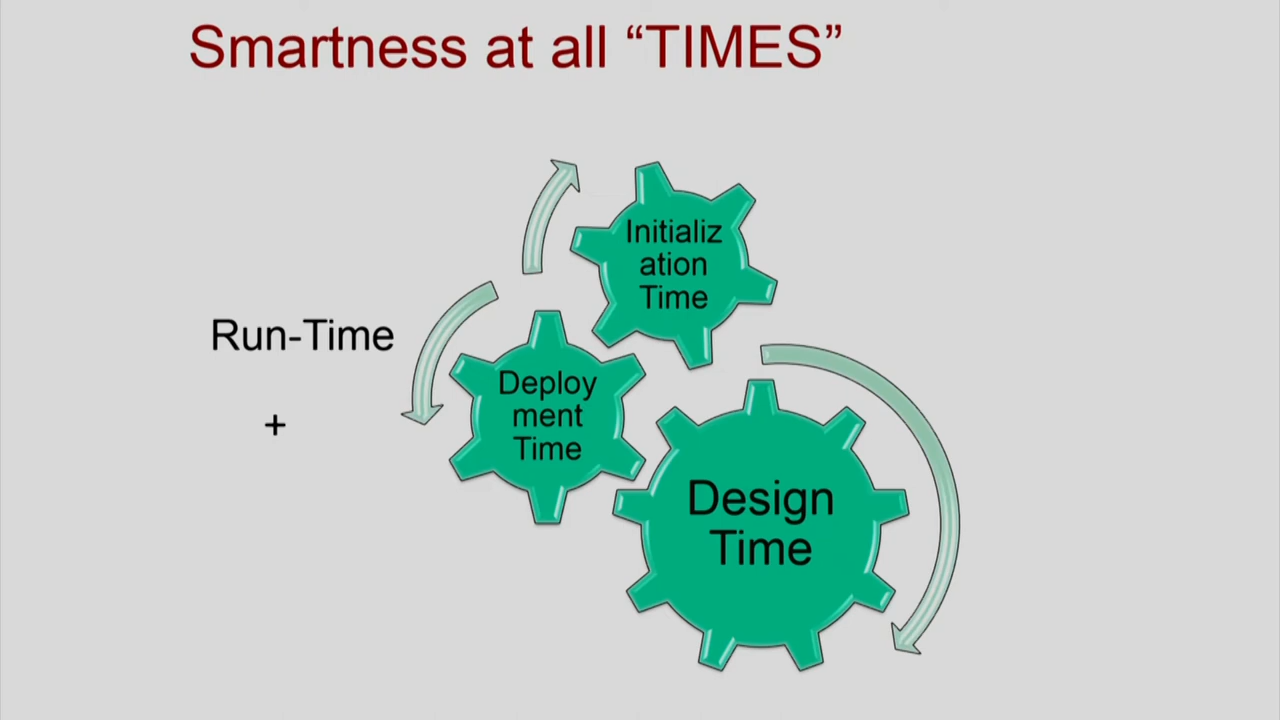 Smartness at all “TIMES”
Initializ
ation
Time
Run-Time
+
Deploy
ment
Time
Design
Time